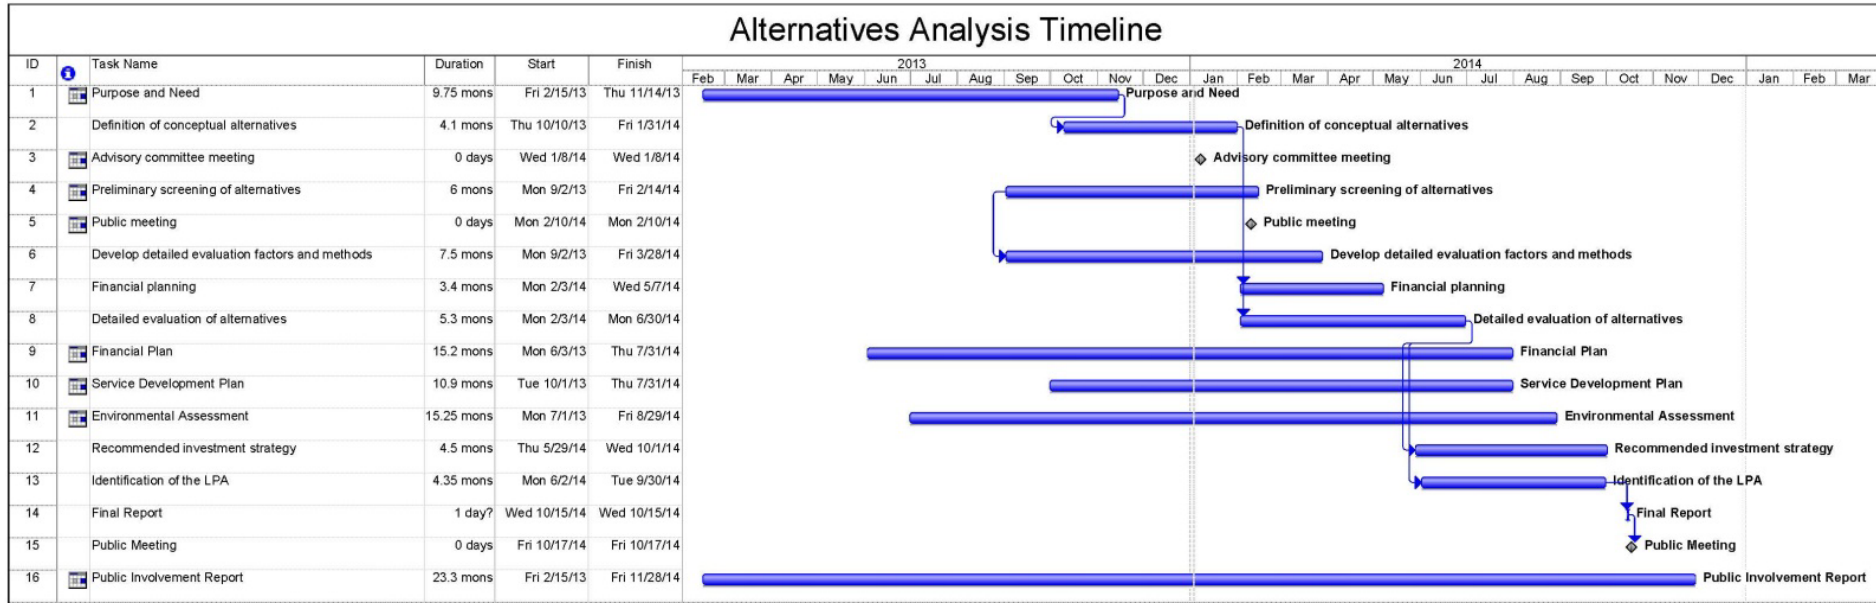 Alternatives Analysis Timeline
ID Task Name Duration Start Finish 2013 2014
Feb Mar Apr May Jun Jul Aug Sep Oct Nov Dec Jan Feb Mar Apr May Jun Jul Aug Sep Oct Nov Dec Jan Feb Mar
1 Purpose and Need 9.75 mons Fri 2/15/13 Thu 11/14/13 Purpose and Need
2 Definition of conceptual alternatives 4.1 mons Thu 10/10/13 Fri 1/31/14 Definition of conceptual alternatives
3 Advisory committee meeting 0 days Wed 1/8/14 Wed 1/8/14 Advisory committee meeting
4 Preliminary screening of alternatives 6 mons Mon 9/2/13 Fri 2/14/14 Preliminary screening of alternatives
5 Public meeting 0 days Mon 2/10/14 Mon 2/10/14 Public meeting
6 Develop detailed evaluation factors and methods 7.5 mons Mon 9/2/13 Fri 3/28/14 Develop detailed evaluation factors and methods
7 Financial planning 3.4 mons Mon 2/3/14 Wed 5/7/14 Financial planning
8 Detailed evaluation of alternatives 5.3 mons Mon 2/3/14 Mon 6/30/14 Detailed evaluation of alternatives
9 Financial Plan 15.2 mons Mon 6/3/13 Thu 7/31/14 Financial Plan
10 Service Development Plan 10.9 mons Tue 10/1/13 Thu 7/31/14 Service Development Plan
11 Environmental Assessment 15.25 mons Mon 7/1/13 Fri 8/29/14 Environmental Assessment
12 Recommended investment strategy 4.5 mons Thu 5/29/14 Wed 10/1/14 Recommended investment strategy
13 Identification of the LPA 4.35 mons Mon 6/2/14 Tue 9/30/14 Identification of the LPA
14 Final Report 1 day? Wed 10/15/14 Wed 10/15/14 Final Report
15 Public Meeting 0 days Fri 10/17/14 Fri 10/17/14 Public Meeting
16 Public Involvement Report 23.3 mons Fri 2/15/13 Fri 11/28/14 Public Involvement Report